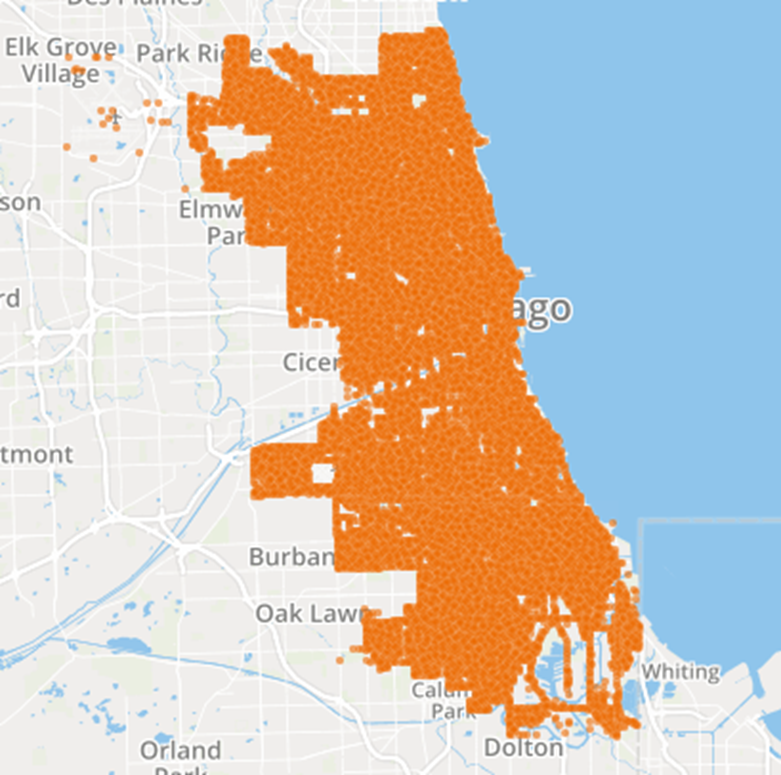 Des Plaines
Elk Grove
Village
Park Ridge
son
Elmw
Par
rd
ago
Cicer
tmont
Burban
Oak Lawn
Whiting
Calum
Park
Dolton
Orland
Park